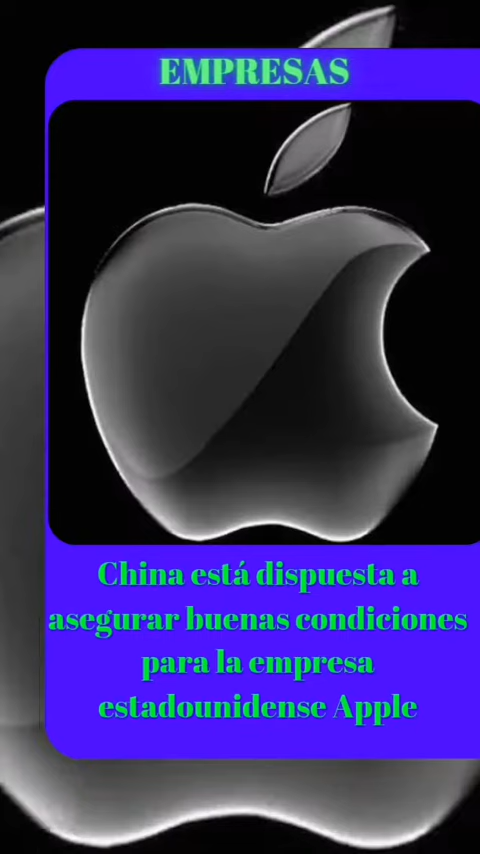 EMPRESAS
China está dispuesta a
asegurar buenas condiciones
para la empresa
estadounidense Apple